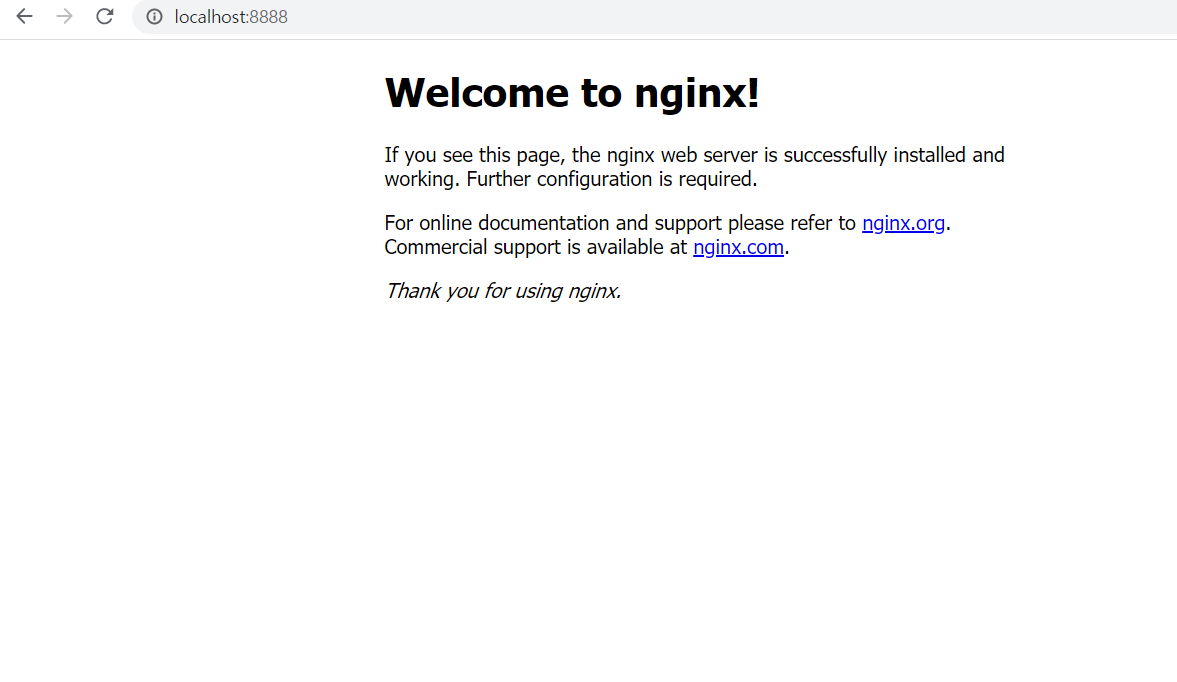 localhost:8888
Welcome to nginx!
If you see this page, the nginx web server is successfully installed and
working. Further configuration is required.
For online documentation and support please refer to nginx.org.
Commercial support is available at nginx.com.
Thank you for using nginx.